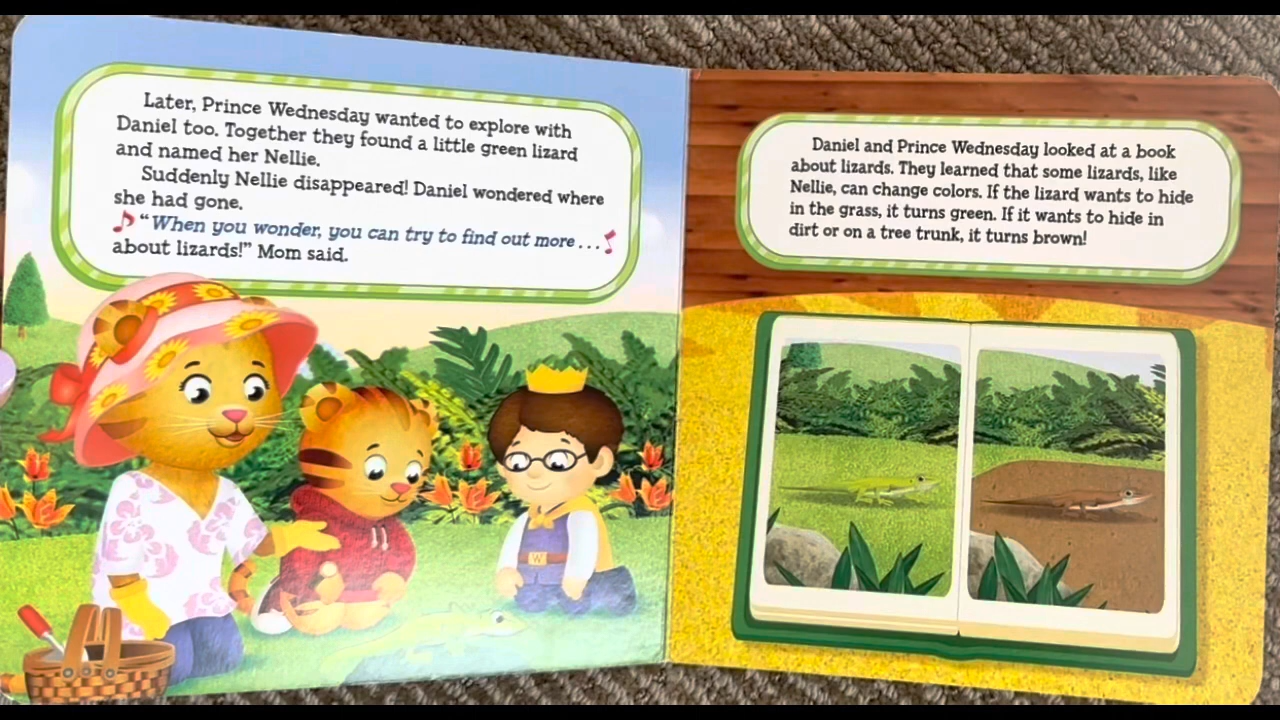 Later, Prince Wednesday wanted to explore with
Daniel too. Together they found a little green lizard
and named her Nellie.
Suddenly Nellie disappeared! Daniel wondered where
she had gone.
♪ “When you wonder, you can try to find out more . . . ♪
about lizards!” Mom said.
Daniel and Prince Wednesday looked at a book
about lizards. They learned that some lizards, like
Nellie, can change colors. If the lizard wants to hide
in the grass, it turns green. If it wants to hide in
dirt or on a tree trunk, it turns brown!
W